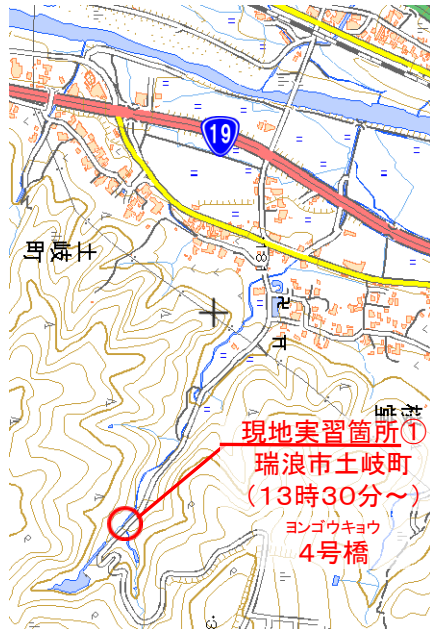 19
土岐町
181
現地実習箇所①
瑞浪市土岐町
(13時30分~)
ヨンゴウキョウ
4号橋